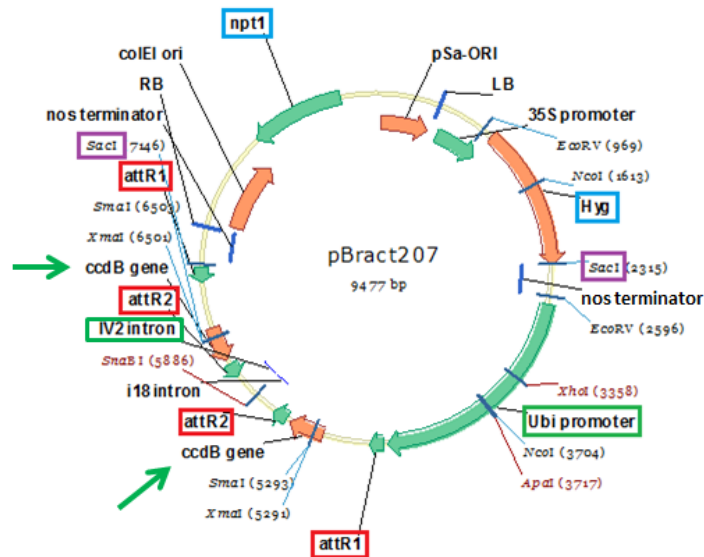 npt1
colEI ori
pSa-ORI
RB
LB
nos terminator
35S promoter
SacI 7146)
EcoRV (969)
attR1
NcoI (1613)
SmaI (6503)
Hyg
XmaI (6501)
pBract207
9477 bp
ccdB gene
SacI (2315)
attR2
nos terminator
IV2 intron
EcoRV (2596)
SnaBI (5886)
i18 intron
XhoI (3358)
attR2
Ubi promoter
ccdB gene
NcoI (3704)
SmaI (5293)
ApaI (3717)
XmaI (5291)
attR1